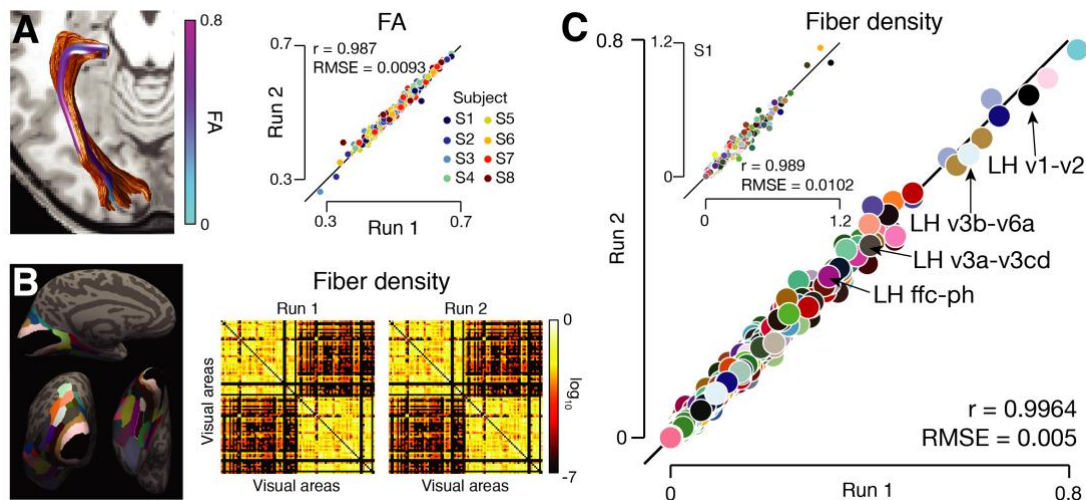 A
0.8
FA
0
FA
r = 0.987
RMSE = 0.0093
0.7
Run 2
0.3
Subject
S1
S5
S2
S6
S3
S7
S4
S8
0.3
0.7
Run 1
B
Fiber density
Run 1
Run 2
Visual areas
Visual areas
Visual areas
0
log10
-7
C
Fiber density
0.8
Run 2
0
1.2
S1
0
r = 0.989
RMSE = 0.0102
0
1.2
LH v1-v2
LH v3b-v6a
LH v3a-v3cd
LH ffc-ph
r = 0.9964
RMSE = 0.005
0
Run 1
0.8